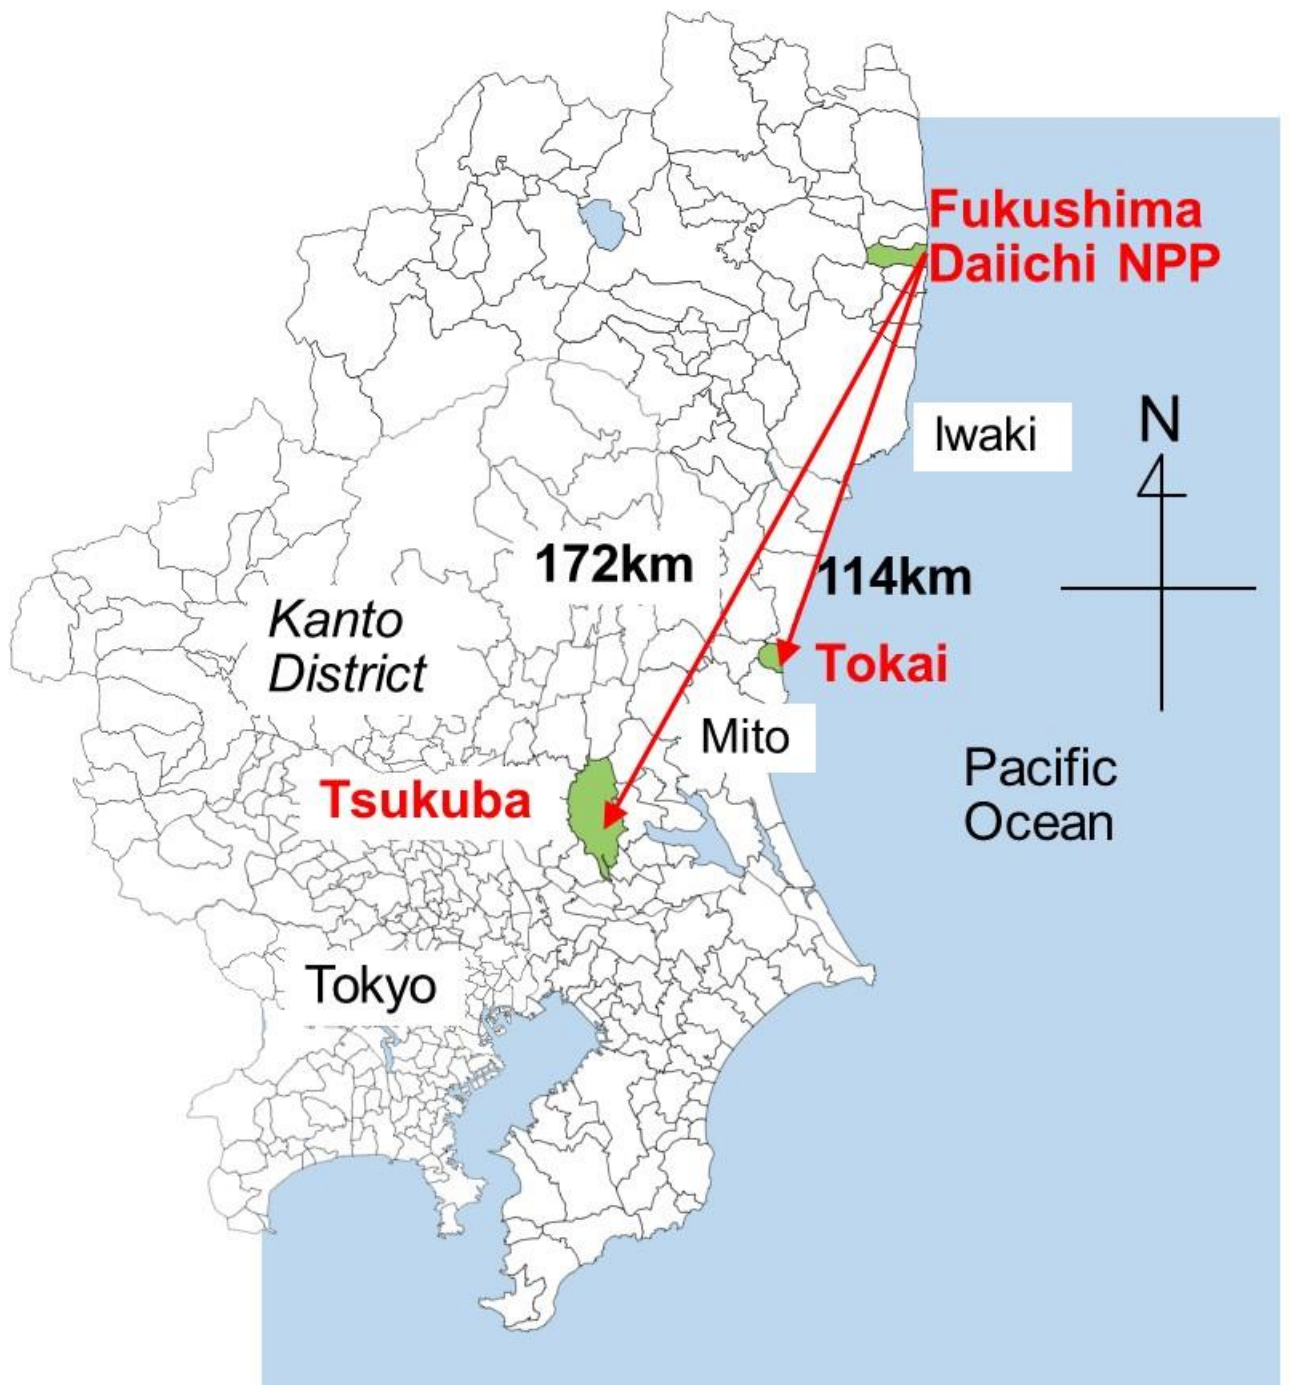 Fukushima
Daiichi NPP
N
Iwaki
172km
114km
Kanto
District
Tokai
Mito
Pacific
Ocean
Tsukuba
Tokyo